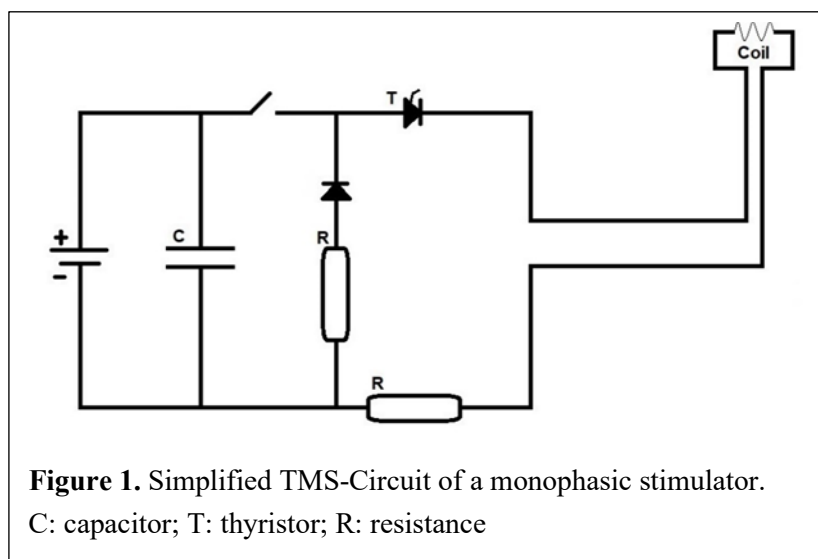 Coil
T
+
-
C
R
R
Figure 1. Simplified TMS-Circuit of a monophasic stimulator.
C: capacitor; T: thyristor; R: resistance